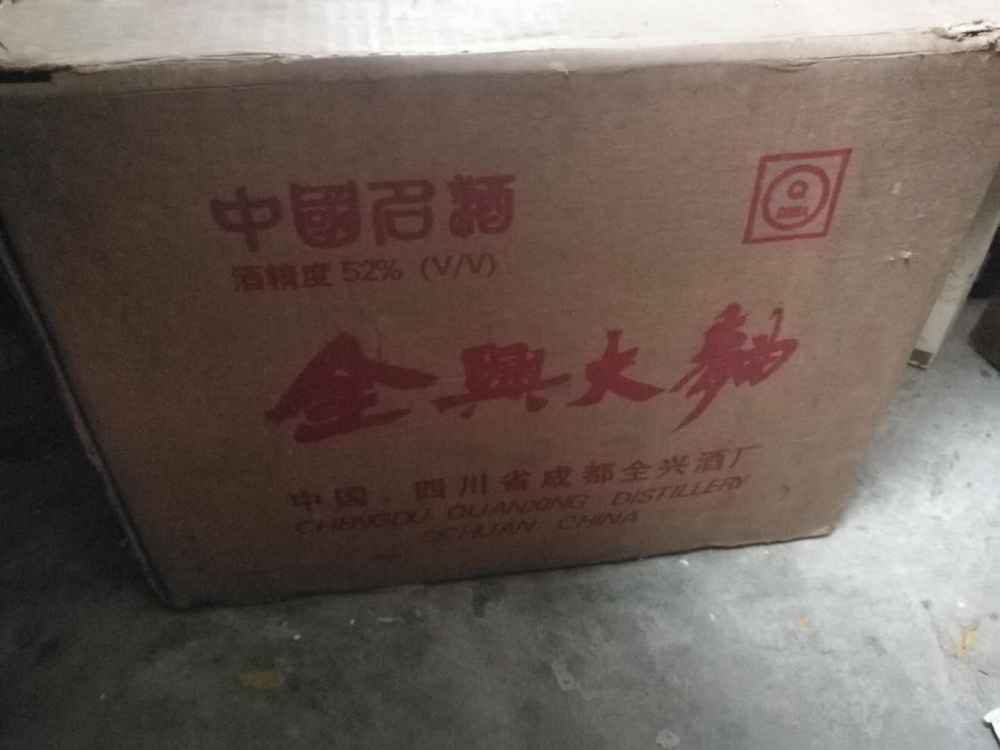 中國名酒
酒精度 52% (V/V)
全興大麯
中国·四川省成都全兴酒厂
CHENGDU QUANXING DISTILLERY
SICHUAN CHINA